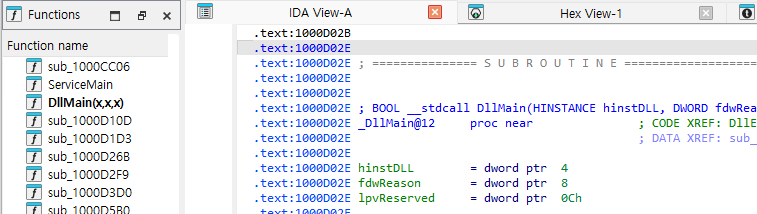 Functions
Function name
sub_1000CC06
ServiceMain
DllMain(x,x,x)
sub_1000D10D
sub_1000D1D3
sub_1000D26B
sub_1000D2F9
sub_1000D3D0
sub_1000D5B0
IDA View-A
Hex View-1
.text:1000D02B
.text:1000D02E
.text:1000D02E ; =============== S U B R O U T I N E ====================
.text:1000D02E
.text:1000D02E
.text:1000D02E ; BOOL __stdcall DllMain(HINSTANCE hinstDLL, DWORD fdwRea
.text:1000D02E _DllMain@12 proc near ; CODE XREF: DllE
.text:1000D02E ; DATA XREF: sub_
.text:1000D02E
.text:1000D02E hinstDLL = dword ptr 4
.text:1000D02E fdwReason = dword ptr 8
.text:1000D02E lpvReserved = dword ptr 0Ch
.text:1000D02E